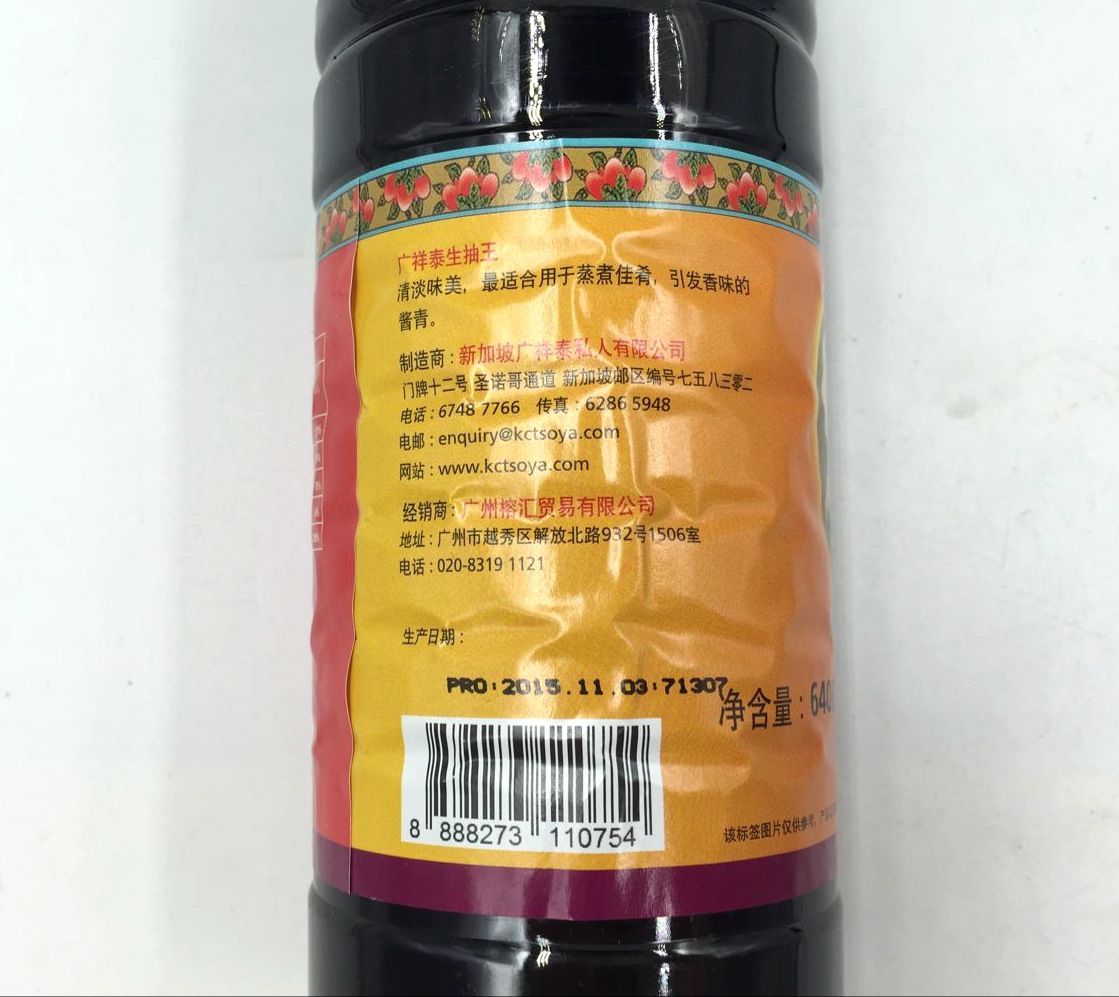 广祥泰生抽王
清淡味美, 最适合用于蒸煮佳肴, 引发香味的
酱青。
制造商:新加坡广祥泰私人有限公司
门牌十二号 圣诺哥通道 新加坡邮区编号七五八三零二
电话:6748 7766 传真:6286 5948
电邮:enquiry@kctsoya.com
网站:www.kctsoya.com
经销商:广州榕汇贸易有限公司
地址:广州市越秀区解放北路932号1506室
电话:020-8319 1121
生产日期:
PRO:2015.11.03:71307
净含量:640
8 888273 110754
该标签图片仅供参考,